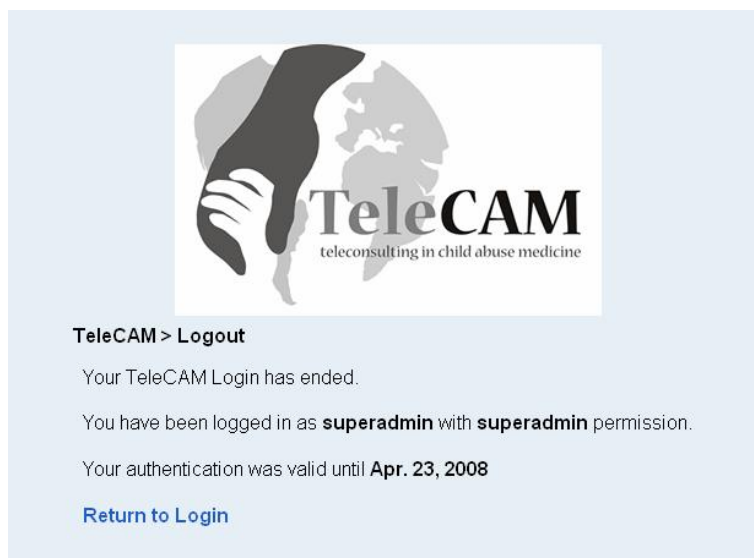 TeleCAM
teleconsulting in child abuse medicine
TeleCAM > Logout
Your TeleCAM Login has ended.
You have been logged in as superadmin with superadmin permission.
Your authentication was valid until Apr. 23, 2008
Return to Login